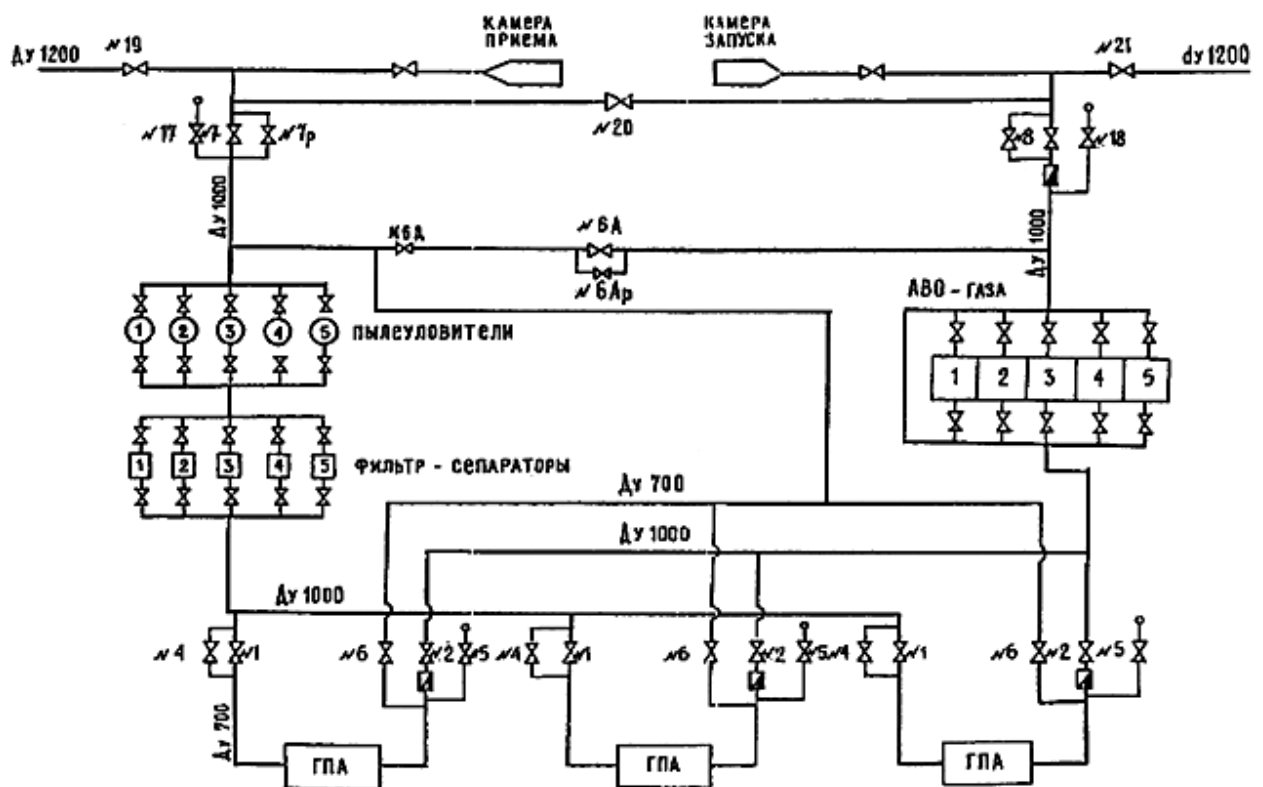 КАМЕРА
ПРИЕМА
КАМЕРА
ЗАПУСКА
Ду 1200
№19
№21
dу 1200
№17
№7
№7р
№20
№8
№18
Ду 1000
К6Д
№6А
№6Ар
Ду 1000
АВО - ГАЗА
1 2 3 4 5
ПЫЛЕУЛОВИТЕЛИ
1 2 3 4 5
1 2 3 4 5
ФИЛЬТР - СЕПАРАТОРЫ
Ду 700
Ду 1000
Ду 1000
№4 №1 №6 №2 №5 №4 №1 №6 №2 №5 №4 №1 №6 №2 №5
Ду 700
ГПА ГПА ГПА